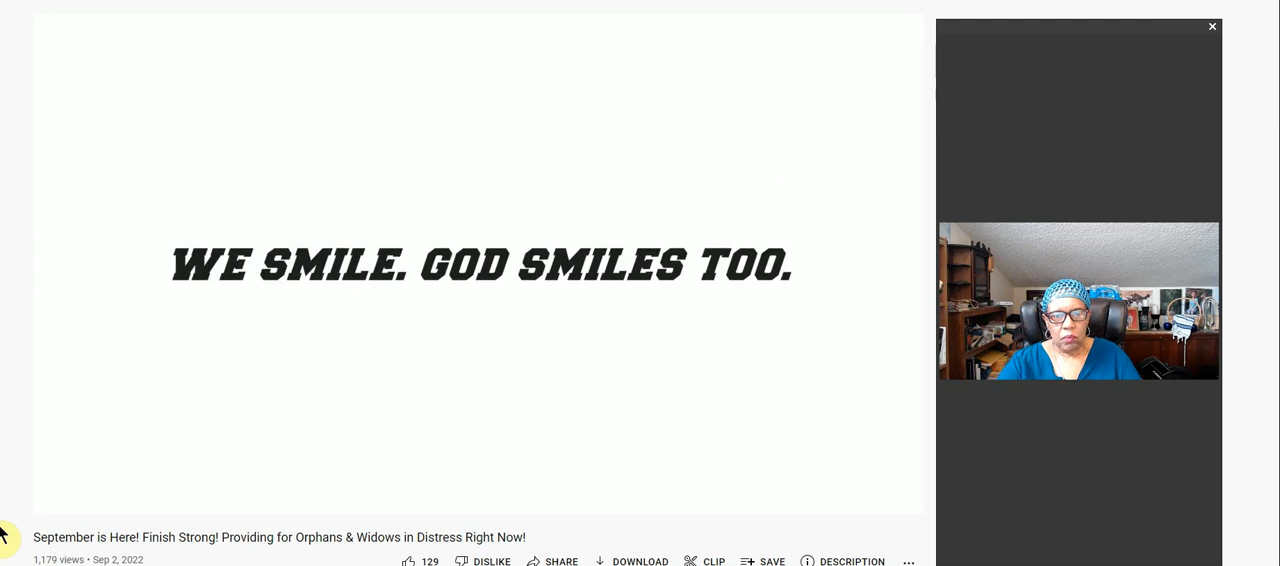 WE SMILE. GOD SMILES TOO.
September is Here! Finish Strong! Providing for Orphans & Widows in Distress Right Now!
1,179 views • Sep 2, 2022
129 DISLIKE SHARE DOWNLOAD CLIP SAVE DESCRIPTION ...